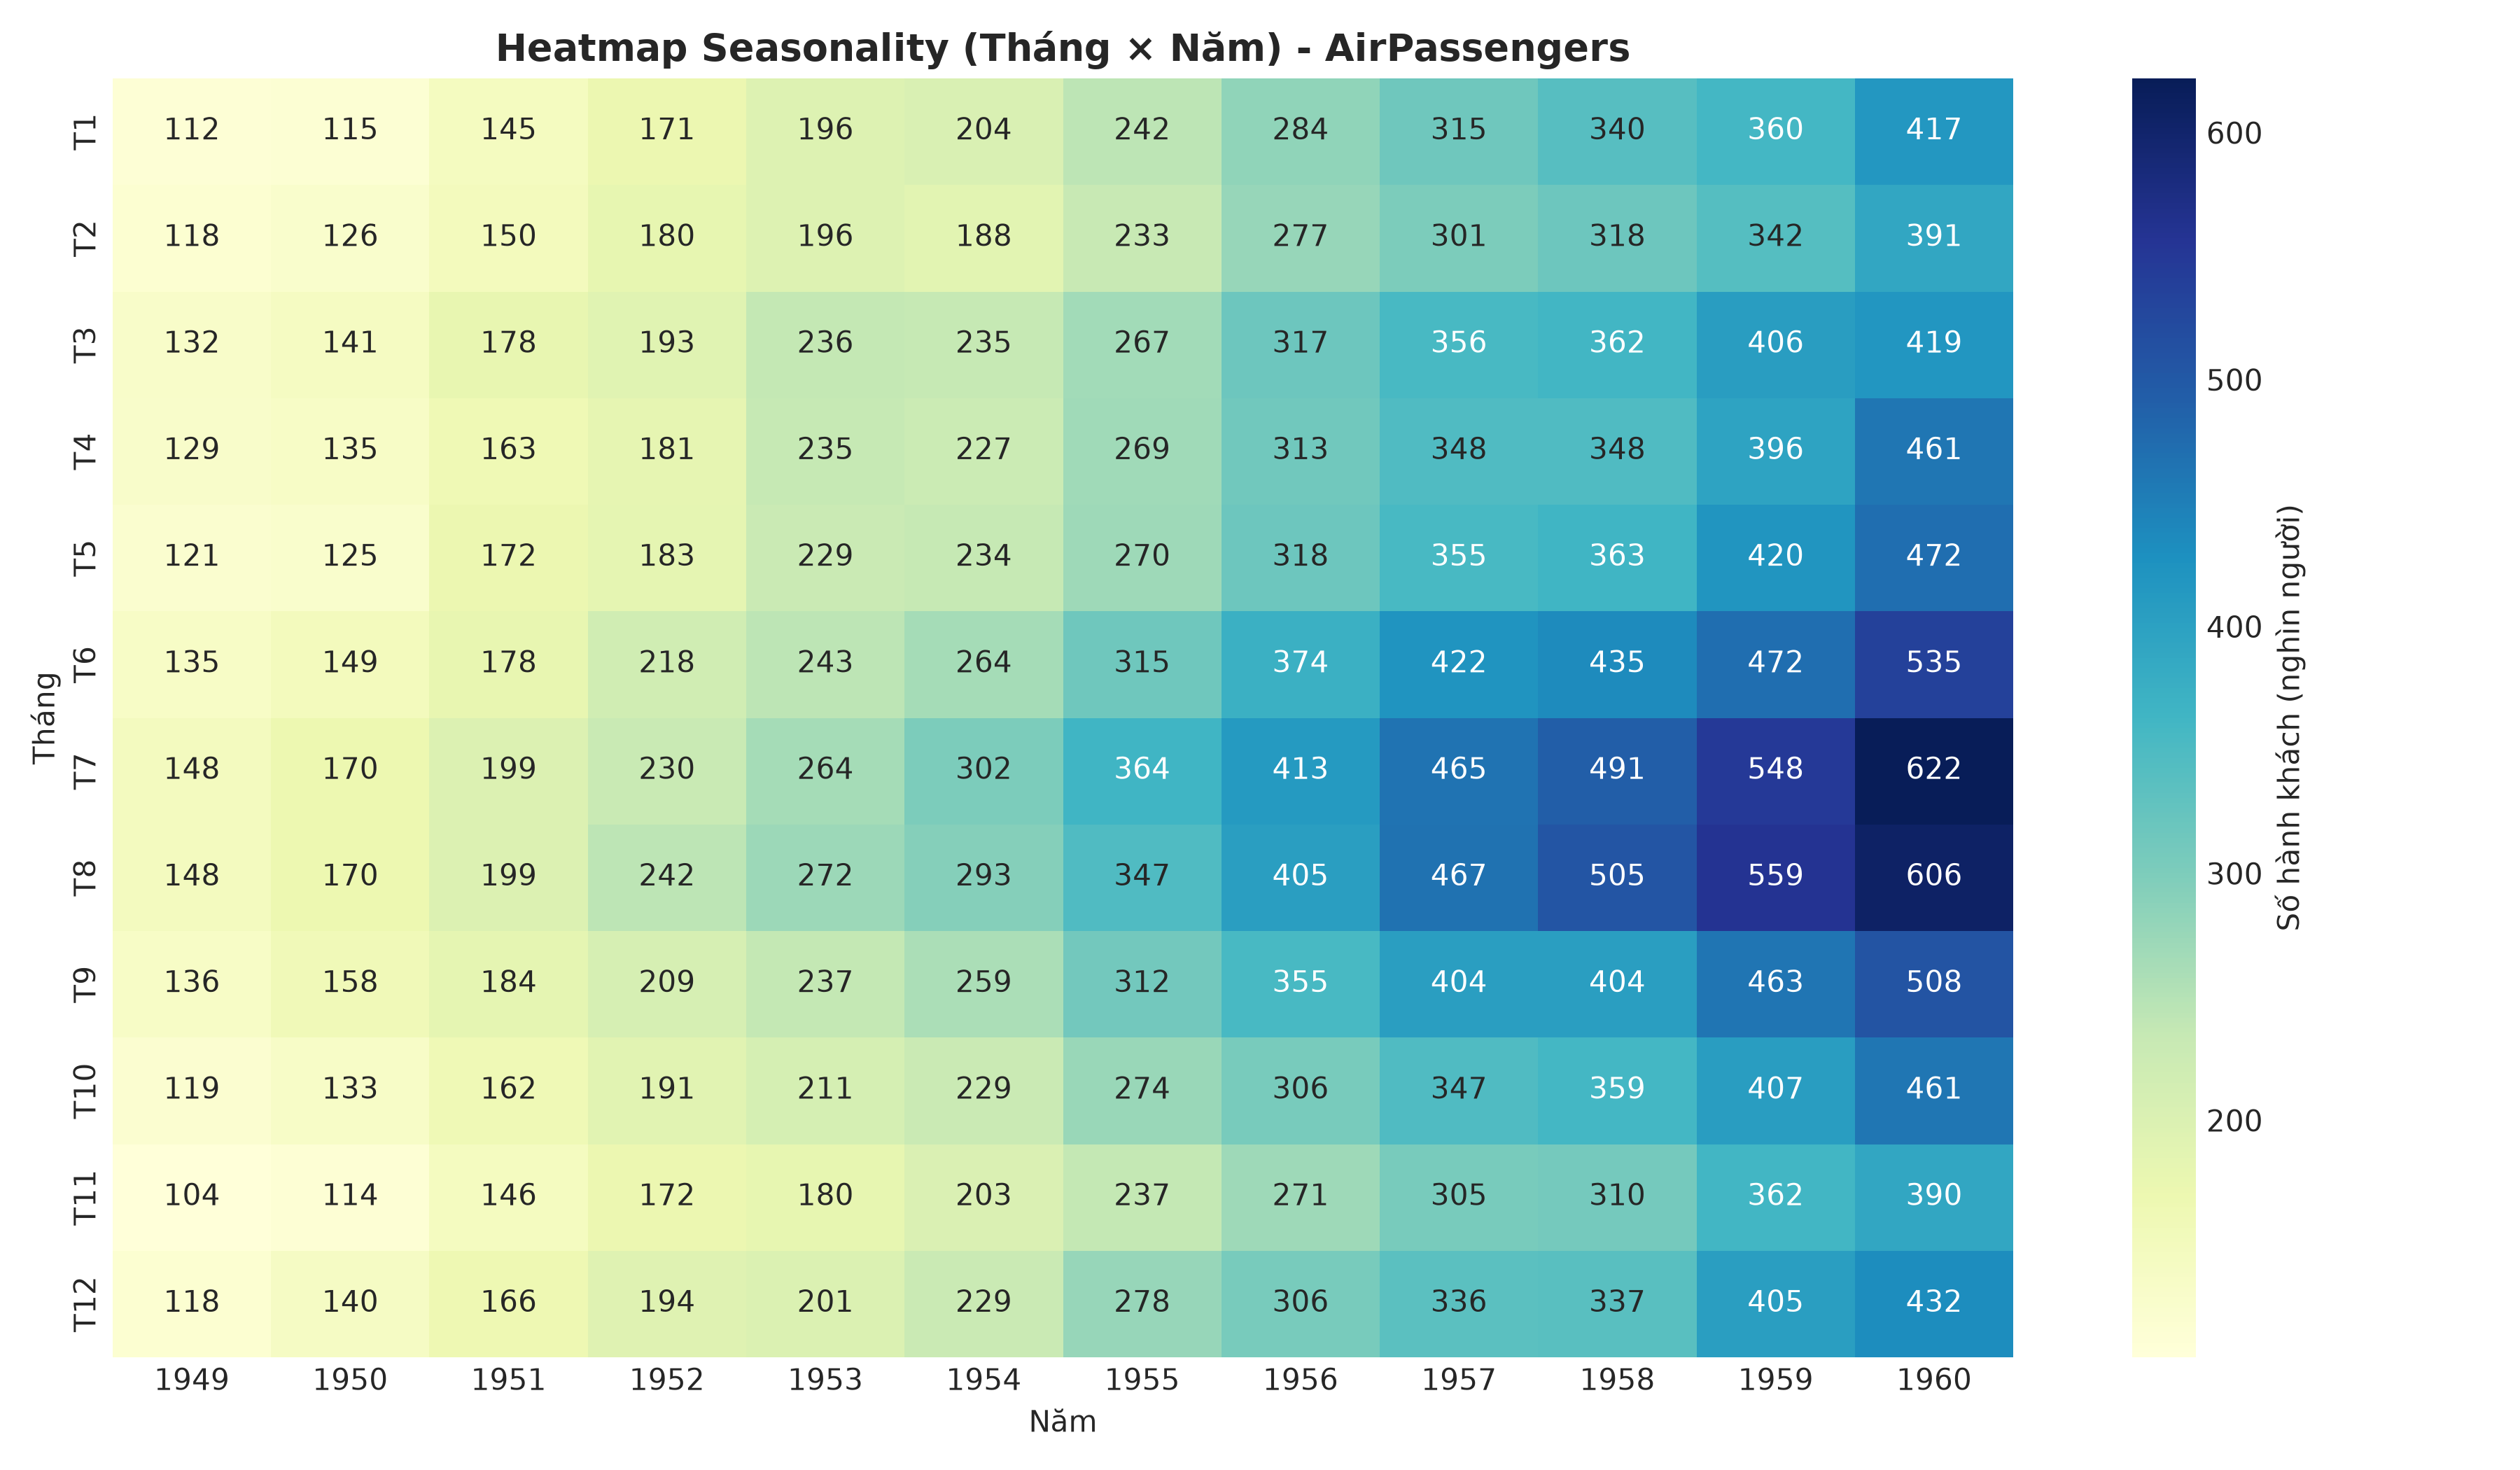 Heatmap Seasonality (Tháng × Năm) - AirPassengers
T1 112 115 145 171 196 204 242 284 315 340 360 417
T2 118 126 150 180 196 188 233 277 301 318 342 391
T3 132 141 178 193 236 235 267 317 356 362 406 419
T4 129 135 163 181 235 227 269 313 348 348 396 461
T5 121 125 172 183 229 234 270 318 355 363 420 472
T6 135 149 178 218 243 264 315 374 422 435 472 535
T7 148 170 199 230 264 302 364 413 465 491 548 622
T8 148 170 199 242 272 293 347 405 467 505 559 606
T9 136 158 184 209 237 259 312 355 404 404 463 508
T10 119 133 162 191 211 229 274 306 347 359 407 461
T11 104 114 146 172 180 203 237 271 305 310 362 390
T12 118 140 166 194 201 229 278 306 336 337 405 432
1949 1950 1951 1952 1953 1954 1955 1956 1957 1958 1959 1960
Năm
Tháng
600
500
400
300
200
Số hành khách (nghìn người)